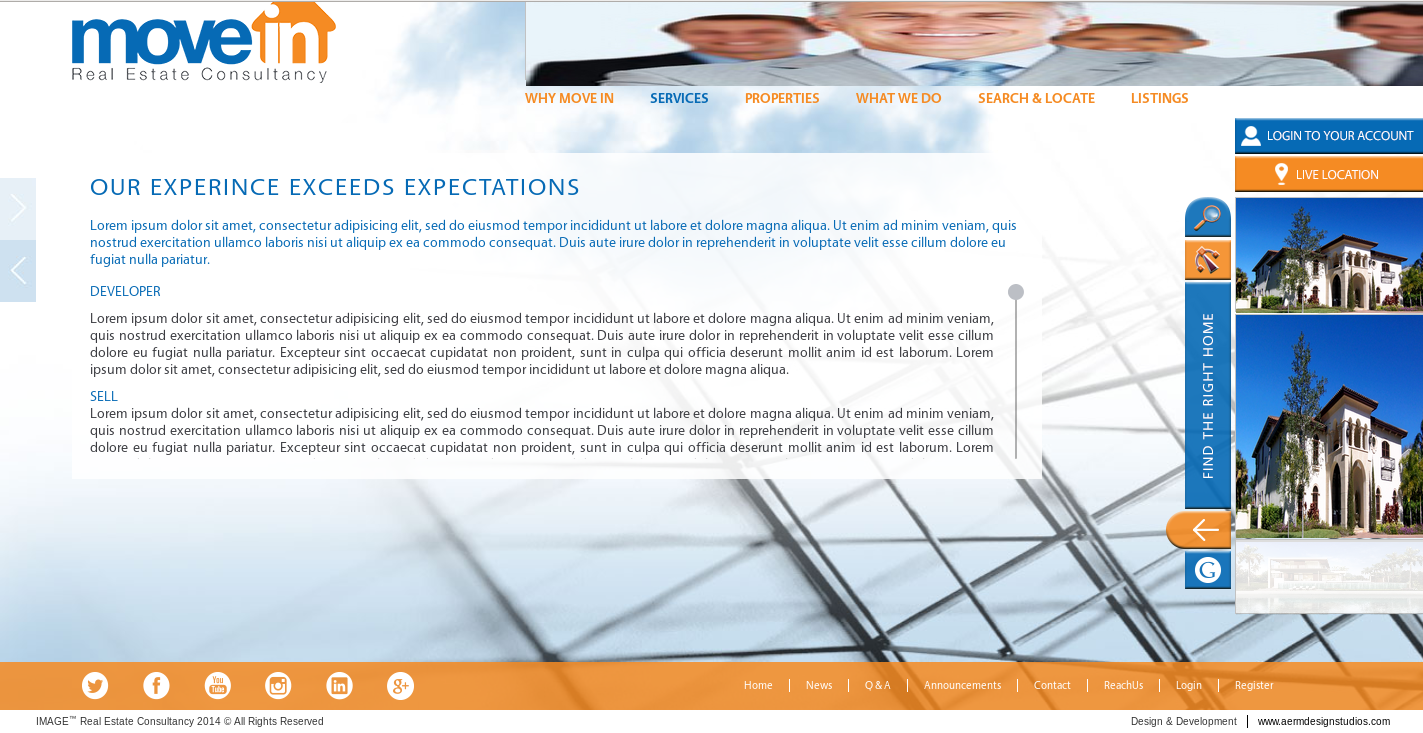 movein
Real Estate Consultancy
WHY MOVE IN SERVICES PROPERTIES WHAT WE DO SEARCH & LOCATE LISTINGS
LOGIN TO YOUR ACCOUNT
LIVE LOCATION
OUR EXPERINCE EXCEEDS EXPECTATIONS
Lorem ipsum dolor sit amet, consectetur adipisicing elit, sed do eiusmod tempor incididunt ut labore et dolore magna aliqua. Ut enim ad minim veniam, quis
nostrud exercitation ullamco laboris nisi ut aliquip ex ea commodo consequat. Duis aute irure dolor in reprehenderit in voluptate velit esse cillum dolore eu
fugiat nulla pariatur.
DEVELOPER
Lorem ipsum dolor sit amet, consectetur adipisicing elit, sed do eiusmod tempor incididunt ut labore et dolore magna aliqua. Ut enim ad minim veniam,
quis nostrud exercitation ullamco laboris nisi ut aliquip ex ea commodo consequat. Duis aute irure dolor in reprehenderit in voluptate velit esse cillum
dolore eu fugiat nulla pariatur. Excepteur sint occaecat cupidatat non proident, sunt in culpa qui officia deserunt mollit anim id est laborum. Lorem
ipsum dolor sit amet, consectetur adipisicing elit, sed do eiusmod tempor incididunt ut labore et dolore magna aliqua.
SELL
Lorem ipsum dolor sit amet, consectetur adipisicing elit, sed do eiusmod tempor incididunt ut labore et dolore magna aliqua. Ut enim ad minim veniam,
quis nostrud exercitation ullamco laboris nisi ut aliquip ex ea commodo consequat. Duis aute irure dolor in reprehenderit in voluptate velit esse cillum
dolore eu fugiat nulla pariatur. Excepteur sint occaecat cupidatat non proident, sunt in culpa qui officia deserunt mollit anim id est laborum. Lorem
FIND THE RIGHT HOME
G
You Tube
Home News Q & A Announcements Contact ReachUs Login Register
IMAGE™ Real Estate Consultancy 2014 © All Rights Reserved
Design & Development www.aermdesignstudios.com